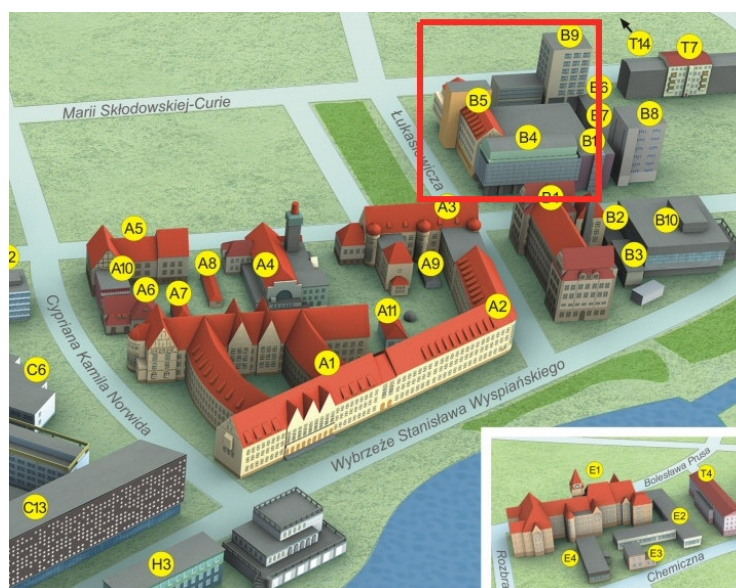 B9
T14
T7
B6
B5
Marii Skłodowskiej-Curie
B7
B8
Łukasiewicza
B4
B1
A3
B2
B10
A5
A10
A8
A4
A9
B3
A6
A7
A2
A11
Cypriana Kamila Norwida
A1
C6
Wybrzeże Stanisława Wyspiańskiego
Bolesława Prusa
E1
T4
C13
E2
E4
E3
Chemiczna
H3